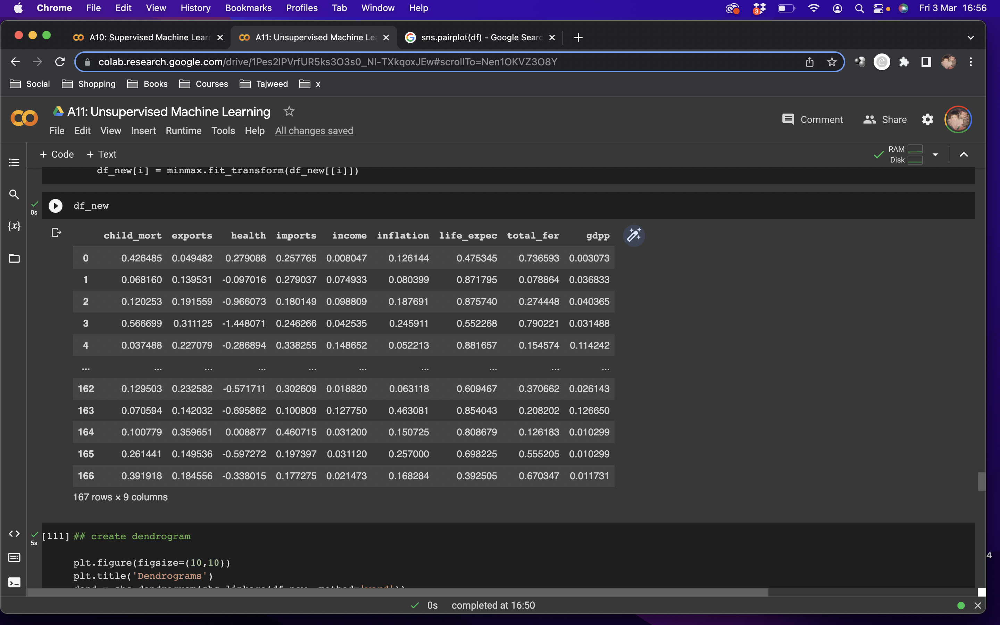 Chrome File Edit View History Bookmarks Profiles Tab Window Help 3 Fri 3 Mar 16:56
A10: Supervised Machine Lear A11: Unsupervised Machine Le sns.pairplot(df) - Google Searc
colab.research.google.com/drive/1Pes2lPVrfUR5ks3O3s0_Nl-TXkqoxJEw#scrollTo=Nen1OKVZ3O8Y
Social Shopping Books Courses Tajweed x
A11: Unsupervised Machine Learning
Comment Share
File Edit View Insert Runtime Tools Help All changes saved
+ Code + Text
RAM
Disk
df_new[i] = minmax.fit_transform(df_new[[i]])
{x}
0s
df_new
child_mort exports health imports income inflation life_expec total_fer gdpp
0 0.426485 0.049482 0.279088 0.257765 0.008047 0.126144 0.475345 0.736593 0.003073
1 0.068160 0.139531 -0.097016 0.279037 0.074933 0.080399 0.871795 0.078864 0.036833
2 0.120253 0.191559 -0.966073 0.180149 0.098809 0.187691 0.875740 0.274448 0.040365
3 0.566699 0.311125 -1.448071 0.246266 0.042535 0.245911 0.552268 0.790221 0.031488
4 0.037488 0.227079 -0.286894 0.338255 0.148652 0.052213 0.881657 0.154574 0.114242
... ... ... ... ... ... ... ... ... ...
162 0.129503 0.232582 -0.571711 0.302609 0.018820 0.063118 0.609467 0.370662 0.026143
163 0.070594 0.142032 -0.695862 0.100809 0.127750 0.463081 0.854043 0.208202 0.126650
164 0.100779 0.359651 0.008877 0.460715 0.031200 0.150725 0.808679 0.126183 0.010299
165 0.261441 0.149536 -0.597272 0.197397 0.031120 0.257000 0.698225 0.555205 0.010299
166 0.391918 0.184556 -0.338015 0.177275 0.021473 0.168284 0.392505 0.670347 0.011731
167 rows × 9 columns
5s
[111] ## create dendrogram
plt.figure(figsize=(10,10))
plt.title('Dendrograms')
4
0s completed at 16:50